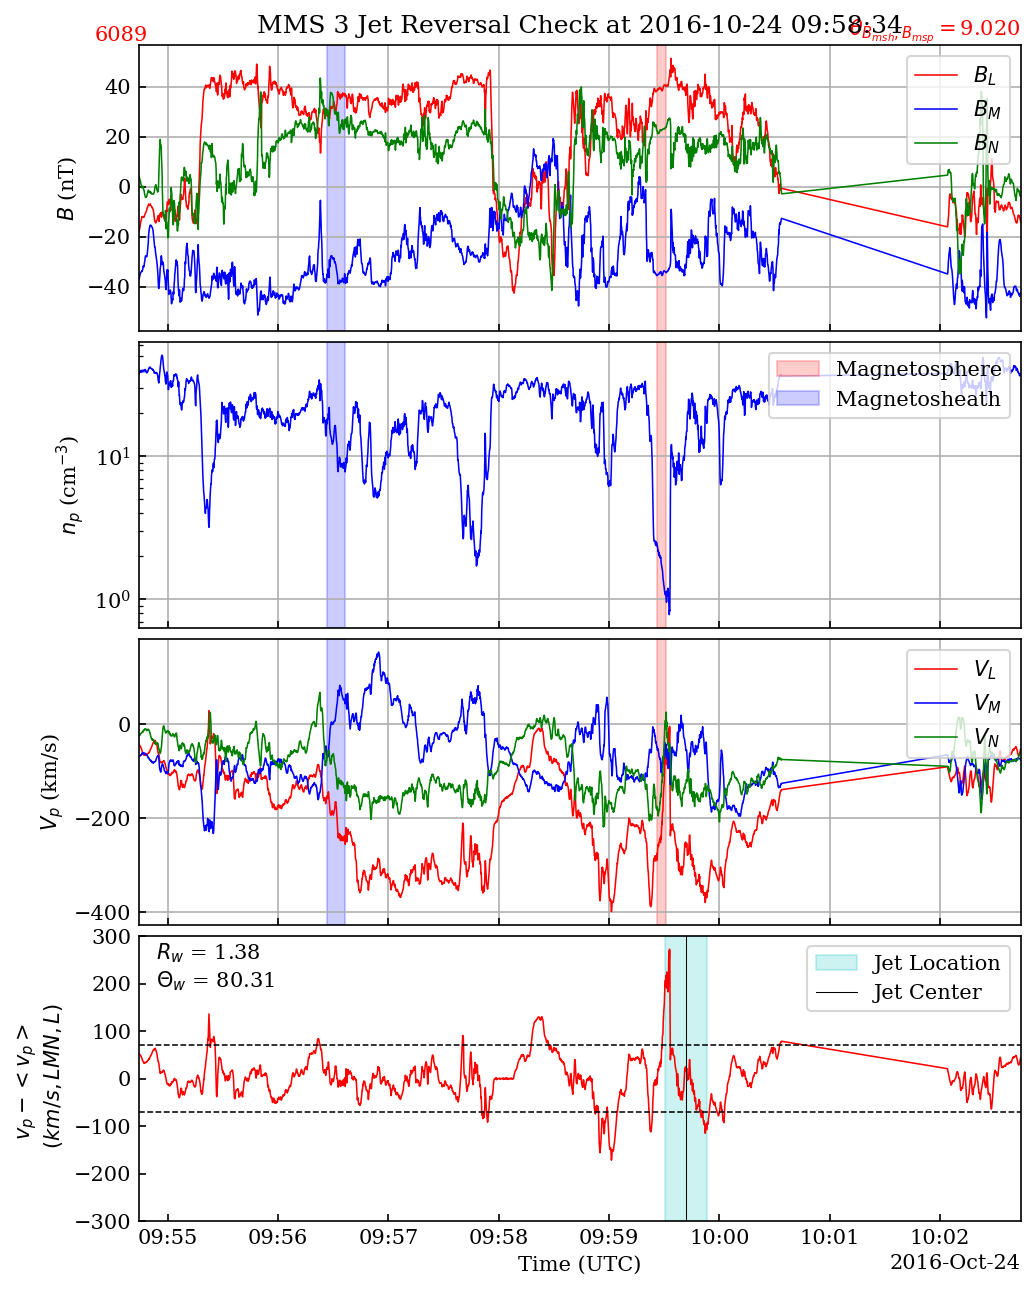 MMS 3 Jet Reversal Check at 2016-10-24 09:58:34
6089
θ_{B_{msh}, B_{msp}} = 9.020
40
20
0
−20
−40
B (nT)
B_L
B_M
B_N
10^1
10^0
n_p (cm^{−3})
Magnetosphere
Magnetosheath
0
−200
−400
V_p (km/s)
V_L
V_M
V_N
300
200
100
0
−100
−200
−300
v_p − < v_p >
(km/s, LMN, L)
R_w = 1.38
Θ_w = 80.31
Jet Location
Jet Center
09:55 09:56 09:57 09:58 09:59 10:00 10:01 10:02
Time (UTC)
2016-Oct-24